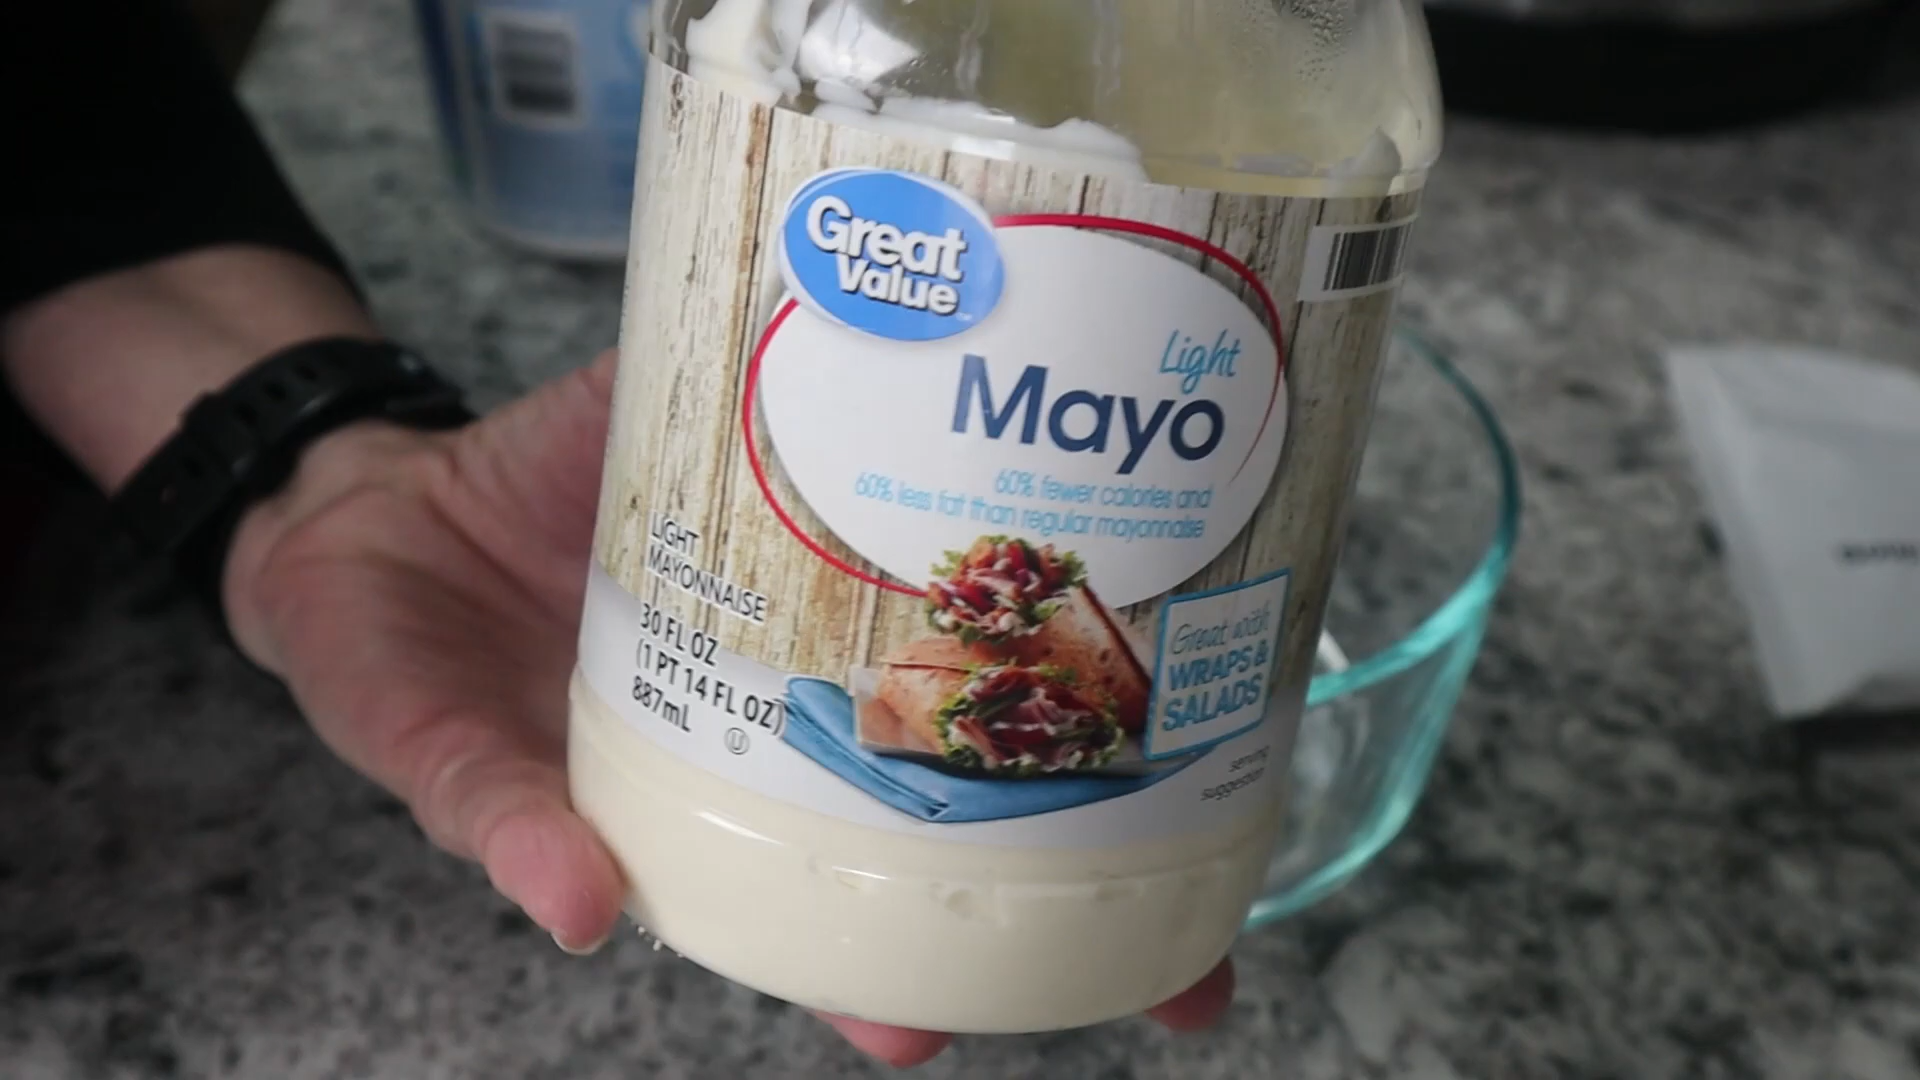 Great
Value
Light
Mayo
60% fewer calories and
60% less fat than regular mayonnaise
LIGHT
MAYONNAISE
30 FL OZ
(1 PT 14 FL OZ)
887mL
U
Great with
WRAPS &
SALADS
serving
suggestion